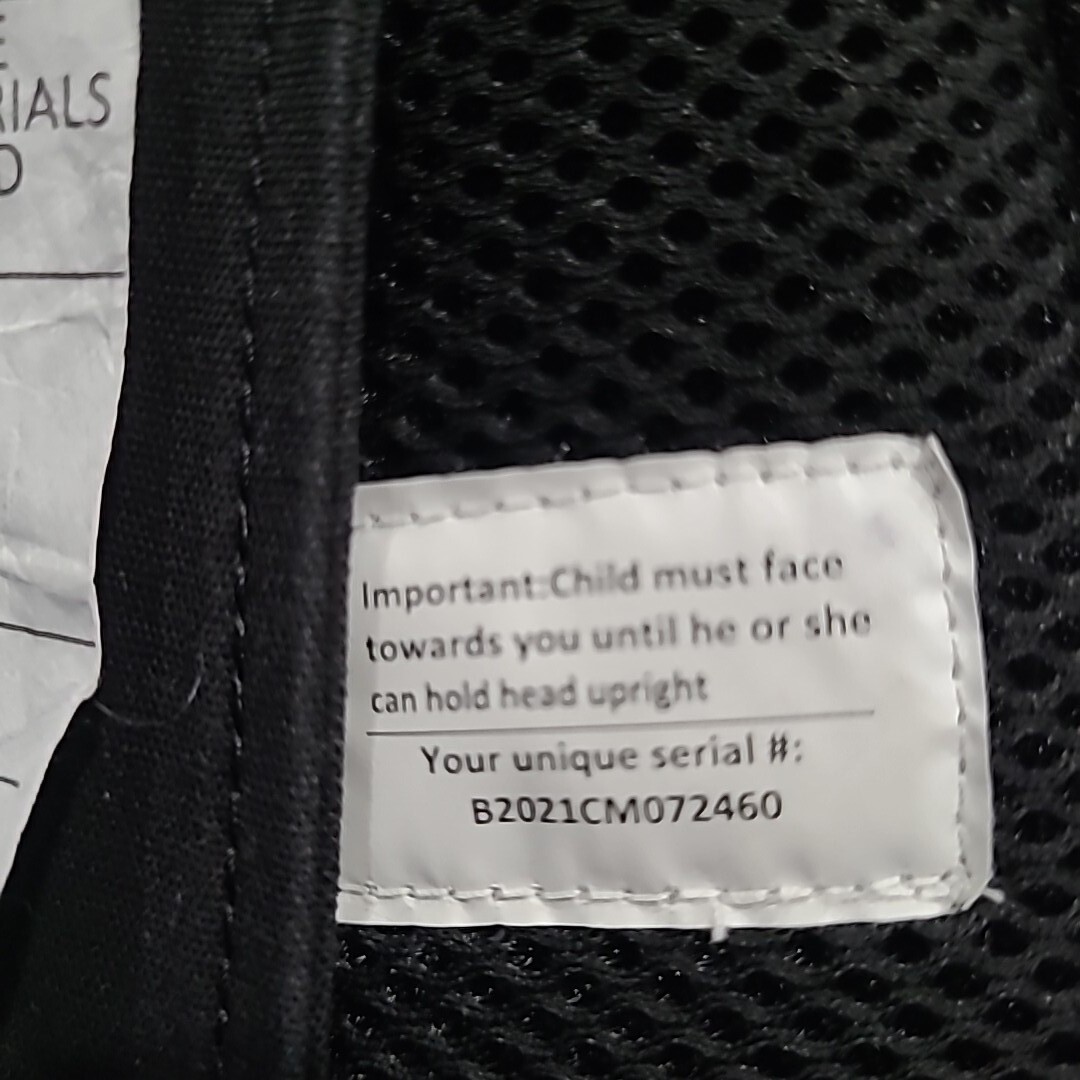 RIALS
Important:Child must face
towards you until he or she
can hold head upright
Your unique serial #:
B2021CM072460